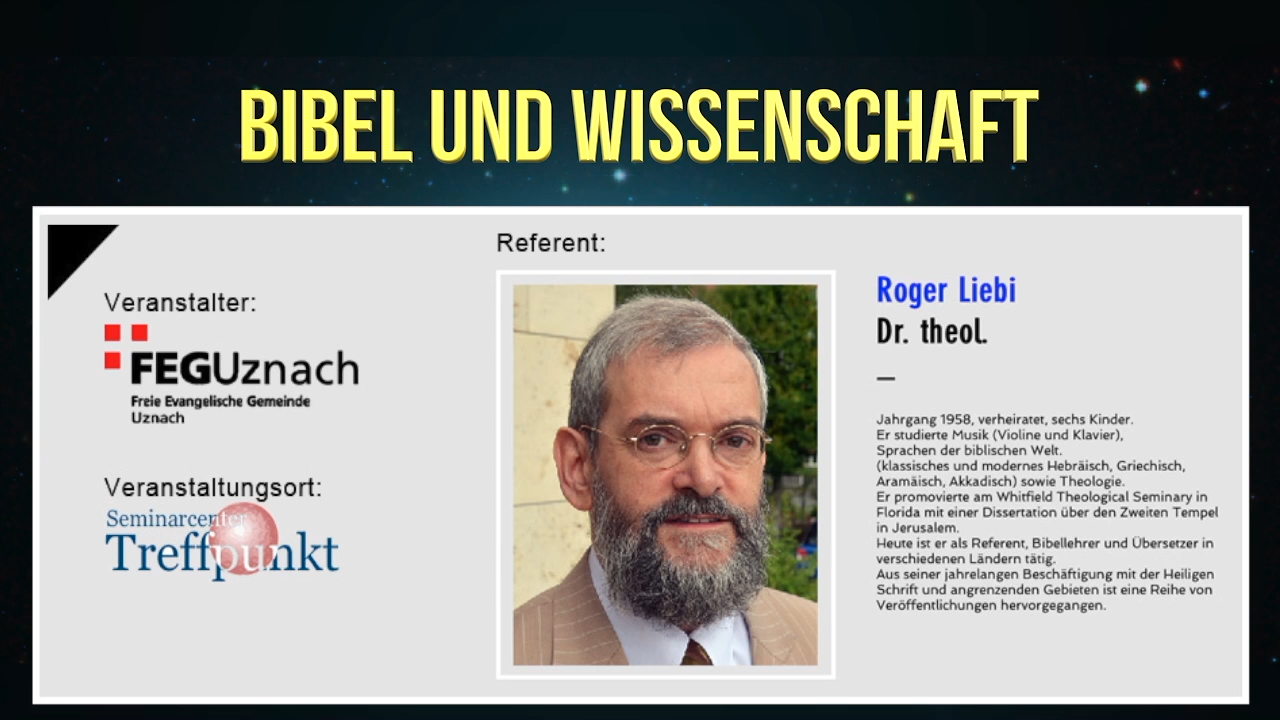 BIBEL UND WISSENSCHAFT
Veranstalter:
FEGUznach
Freie Evangelische Gemeinde
Uznach
Veranstaltungsort:
Seminarcenter
Treffpunkt
Referent:
Roger Liebi
Dr. theol.
—
Jahrgang 1958, verheiratet, sechs Kinder.
Er studierte Musik (Violine und Klavier),
Sprachen der biblischen Welt.
(klassisches und modernes Hebräisch, Griechisch,
Aramäisch, Akkadisch) sowie Theologie.
Er promovierte am Whitfield Theological Seminary in
Florida mit einer Dissertation über den Zweiten Tempel
in Jerusalem.
Heute ist er als Referent, Bibellehrer und Übersetzer in
verschiedenen Ländern tätig.
Aus seiner jahrelangen Beschäftigung mit der Heiligen
Schrift und angrenzenden Gebieten ist eine Reihe von
Veröffentlichungen hervorgegangen.